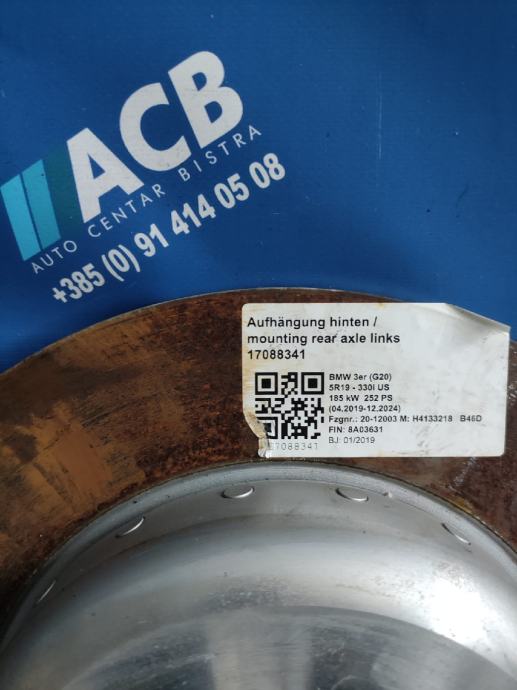 ACB
AUTO CENTAR BISTRA
+385 (0) 91 414 05 08
Aufhängung hinten /
mounting rear axle links
17088341
BMW 3er (G20)
5R19 - 330i US
185 kW 252 PS
(04.2019-12.2024)
Fzgnr.: 20-12003 M: H4133218 B46D
FIN: 8A03631
BJ: 01/2019
17088341